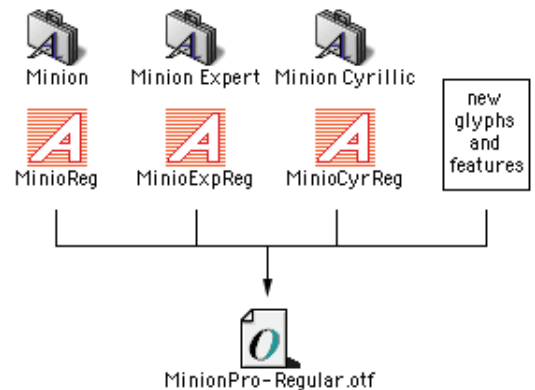 Minion
Minion Expert
Minion Cyrillic
new
glyphs
and
features
MinioReg
MinioExpReg
MinioCyrReg
MinionPro-Regular.otf